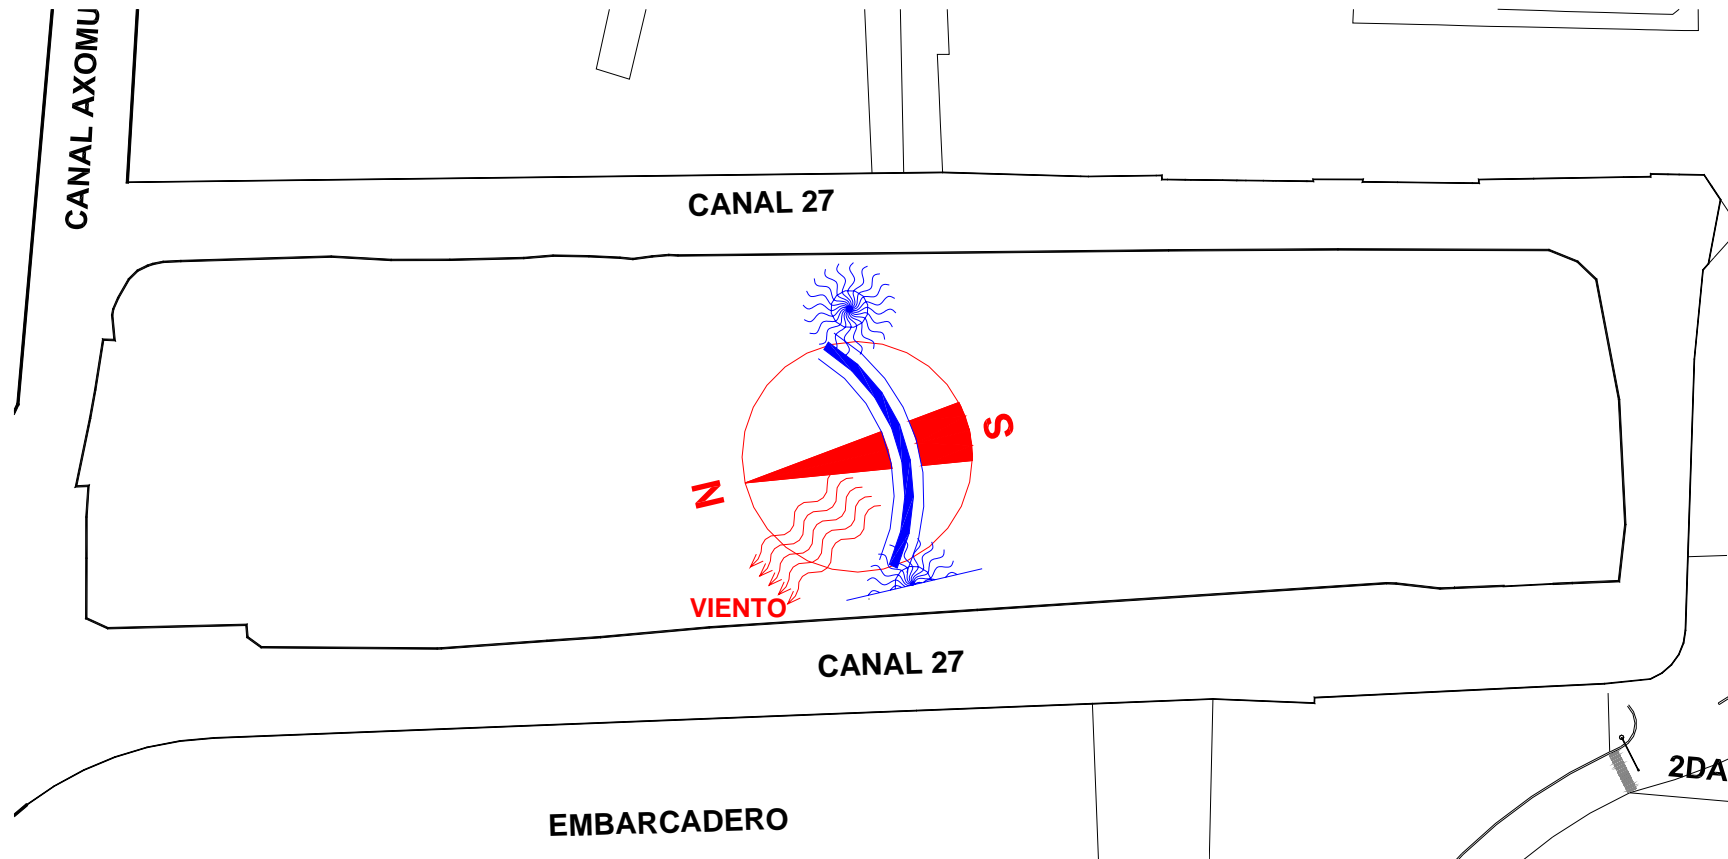 CANAL AXOMU
CANAL 27
S
N
VIENTO
CANAL 27
2DA
EMBARCADERO